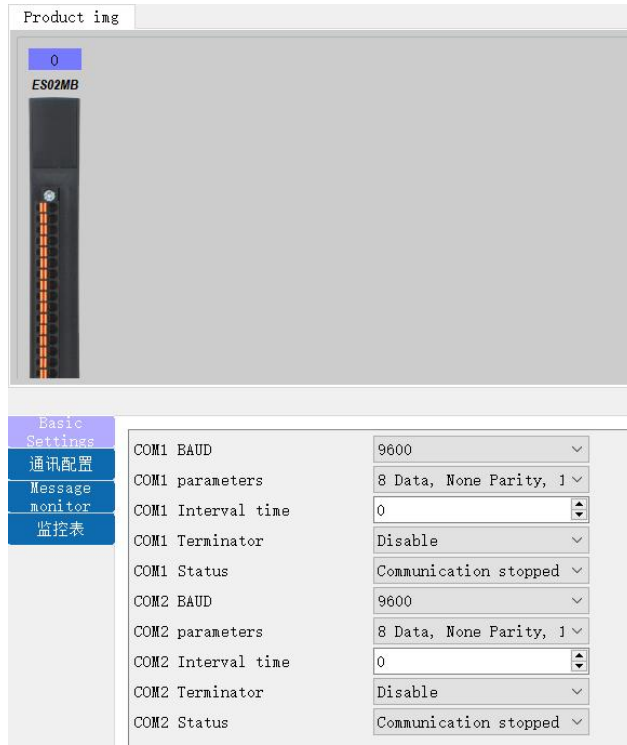 Product img
0
ES02MB
Basic
Settings
通讯配置
Message
monitor
监控表
COM1 BAUD 9600
COM1 parameters 8 Data, None Parity, 1
COM1 Interval time 0
COM1 Terminator Disable
COM1 Status Communication stopped
COM2 BAUD 9600
COM2 parameters 8 Data, None Parity, 1
COM2 Interval time 0
COM2 Terminator Disable
COM2 Status Communication stopped